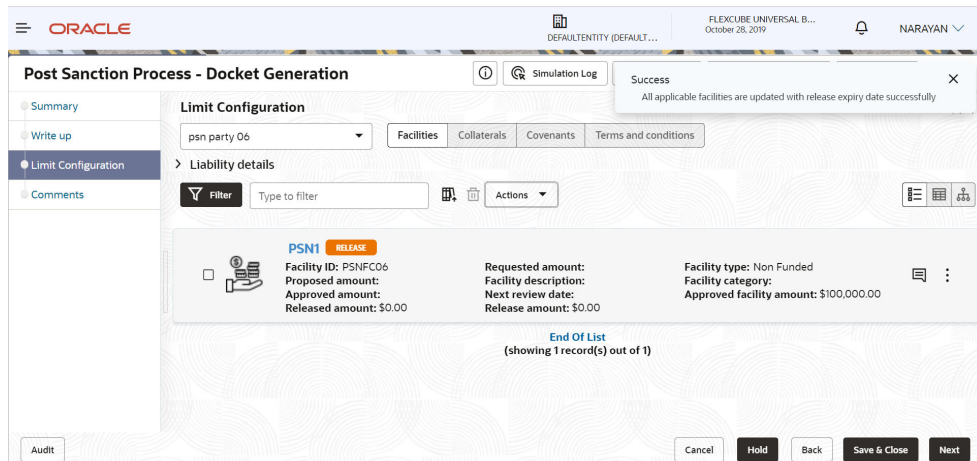 ORACLE
DEFAULTENTITY (DEFAULT...
FLEXCUBE UNIVERSAL B...
October 28, 2019
NARAYAN
Post Sanction Process - Docket Generation
Simulation Log
Success
All applicable facilities are updated with release expiry date successfully
Summary
Write up
Limit Configuration
Comments
Limit Configuration
psn party 06
Facilities
Collaterals
Covenants
Terms and conditions
Liability details
Filter
Type to filter
Actions
PSN1 RELEASE
Facility ID: PSNFC06
Proposed amount:
Approved amount:
Released amount: $0.00
Requested amount:
Facility description:
Next review date:
Release amount: $0.00
Facility type: Non Funded
Facility category:
Approved facility amount: $100,000.00
End Of List
(showing 1 record(s) out of 1)
Audit
Cancel
Hold
Back
Save & Close
Next